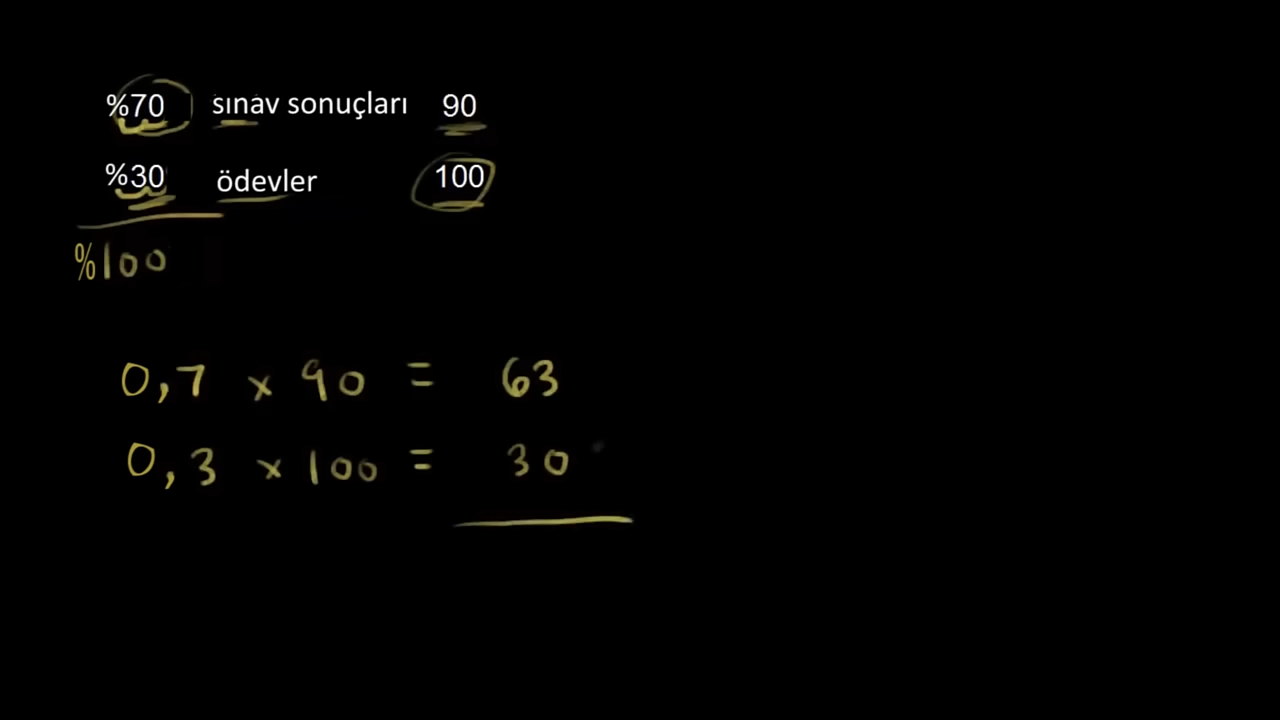 %70 sınav sonuçları 90
%30 ödevler 100
%100
0,7 x 90 = 63
0,3 x 100 = 30